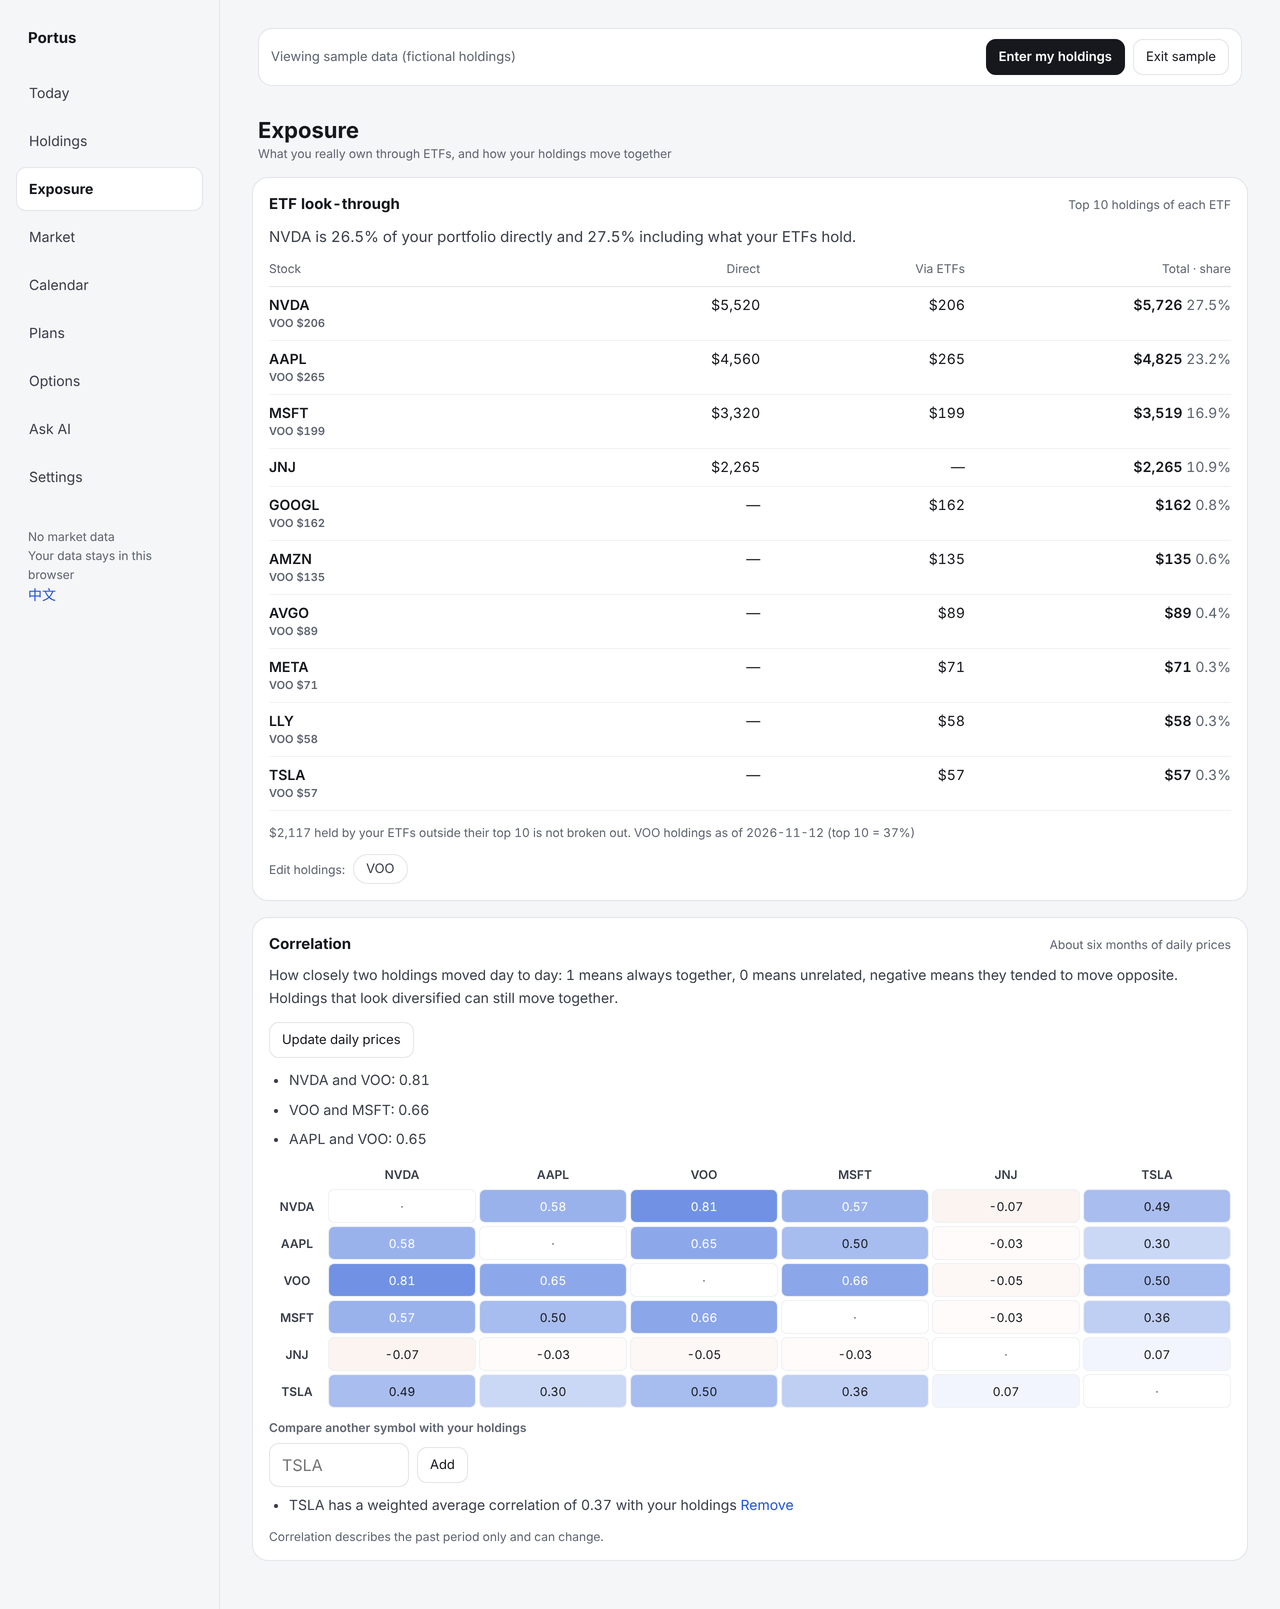 Portus
Today
Holdings
Exposure
Market
Calendar
Plans
Options
Ask AI
Settings
No market data
Your data stays in this
browser
中文
Viewing sample data (fictional holdings)
Enter my holdings
Exit sample
Exposure
What you really own through ETFs, and how your holdings move together
ETF look-through
Top 10 holdings of each ETF
NVDA is 26.5% of your portfolio directly and 27.5% including what your ETFs hold.
Stock Direct Via ETFs Total · share
NVDA $5,520 $206 $5,726 27.5%
VOO $206
AAPL $4,560 $265 $4,825 23.2%
VOO $265
MSFT $3,320 $199 $3,519 16.9%
VOO $199
JNJ $2,265 — $2,265 10.9%
GOOGL — $162 $162 0.8%
VOO $162
AMZN — $135 $135 0.6%
VOO $135
AVGO — $89 $89 0.4%
VOO $89
META — $71 $71 0.3%
VOO $71
LLY — $58 $58 0.3%
VOO $58
TSLA — $57 $57 0.3%
VOO $57
$2,117 held by your ETFs outside their top 10 is not broken out. VOO holdings as of 2026-11-12 (top 10 = 37%)
Edit holdings: VOO
Correlation
About six months of daily prices
How closely two holdings moved day to day: 1 means always together, 0 means unrelated, negative means they tended to move opposite.
Holdings that look diversified can still move together.
Update daily prices
• NVDA and VOO: 0.81
• VOO and MSFT: 0.66
• AAPL and VOO: 0.65
NVDA AAPL VOO MSFT JNJ TSLA
NVDA · 0.58 0.81 0.57 -0.07 0.49
AAPL 0.58 · 0.65 0.50 -0.03 0.30
VOO 0.81 0.65 · 0.66 -0.05 0.50
MSFT 0.57 0.50 0.66 · -0.03 0.36
JNJ -0.07 -0.03 -0.05 -0.03 · 0.07
TSLA 0.49 0.30 0.50 0.36 0.07 ·
Compare another symbol with your holdings
TSLA Add
• TSLA has a weighted average correlation of 0.37 with your holdings Remove
Correlation describes the past period only and can change.